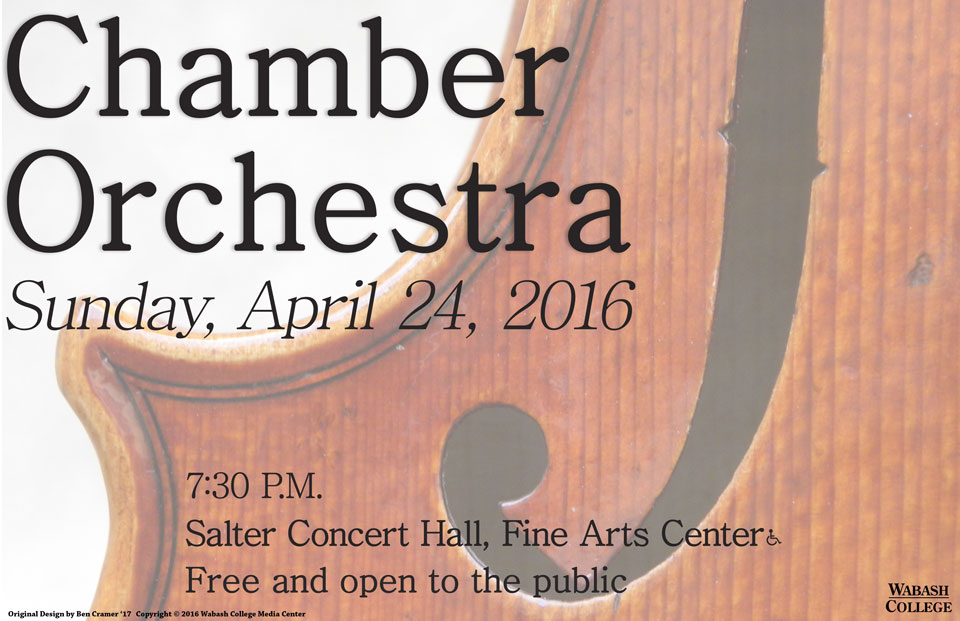 Chamber
Orchestra
Sunday, April 24, 2016
7:30 P.M.
Salter Concert Hall, Fine Arts Center
Free and open to the public
Original Design by Ben Cramer '17 Copyright © 2016 Wabash College Media Center
WABASH
COLLEGE